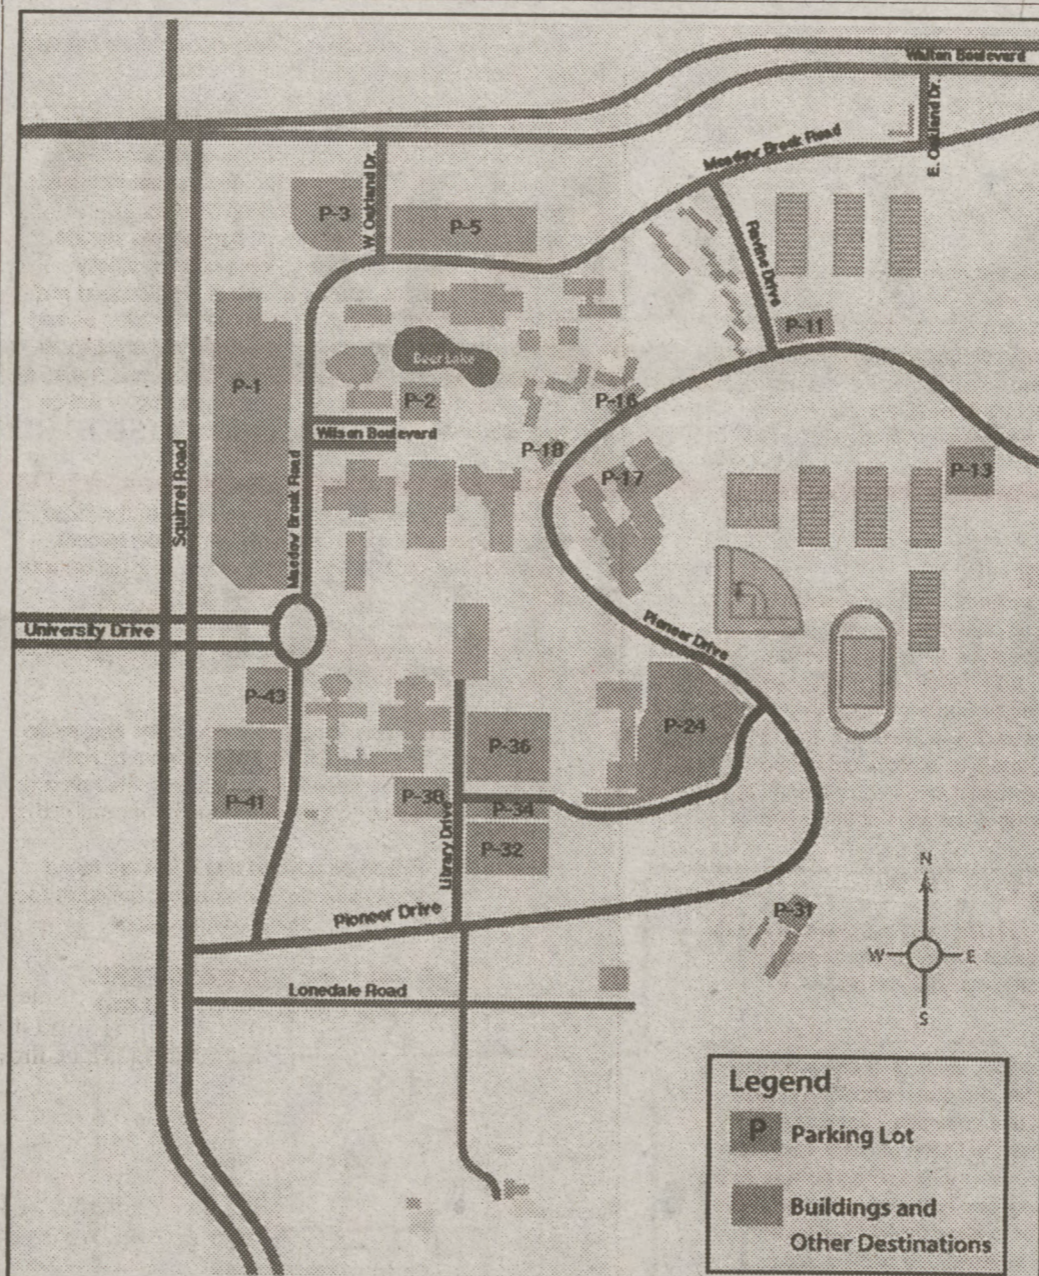 Walton Boulevard
E. Oakland Dr.
Meadow Brook Road
W. Oakland Dr.
P-3
P-5
Ravine Drive
P-11
Deer Lake
P-1
P-2
P-16
Wilson Boulevard
P-18
P-17
P-13
Squirrel Road
Meadow Brook Road
University Drive
Pioneer Drive
P-43
P-36
P-24
P-41
P-38
P-34
Library Drive
P-32
Pioneer Drive
P-31
N
W
E
S
Lonedale Road
Legend
P Parking Lot
Buildings and
Other Destinations